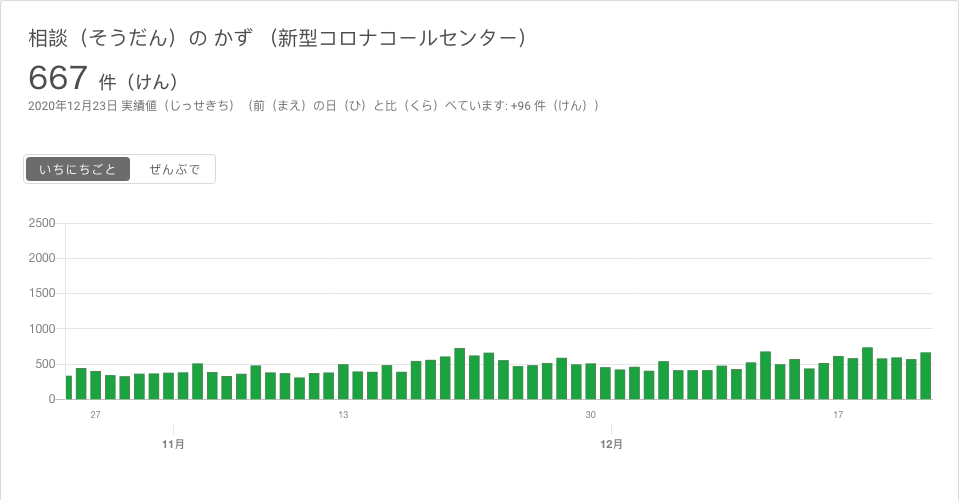 相談（そうだん）の かず （新型コロナコールセンター）
667 件（けん）
2020年12月23日 実績値（じっせきち）（前（まえ）の日（ひ）と比（くら）べています: +96 件（けん））
いちにちごと ぜんぶで
2500
2000
1500
1000
500
0
27 13 30 17
11月 12月